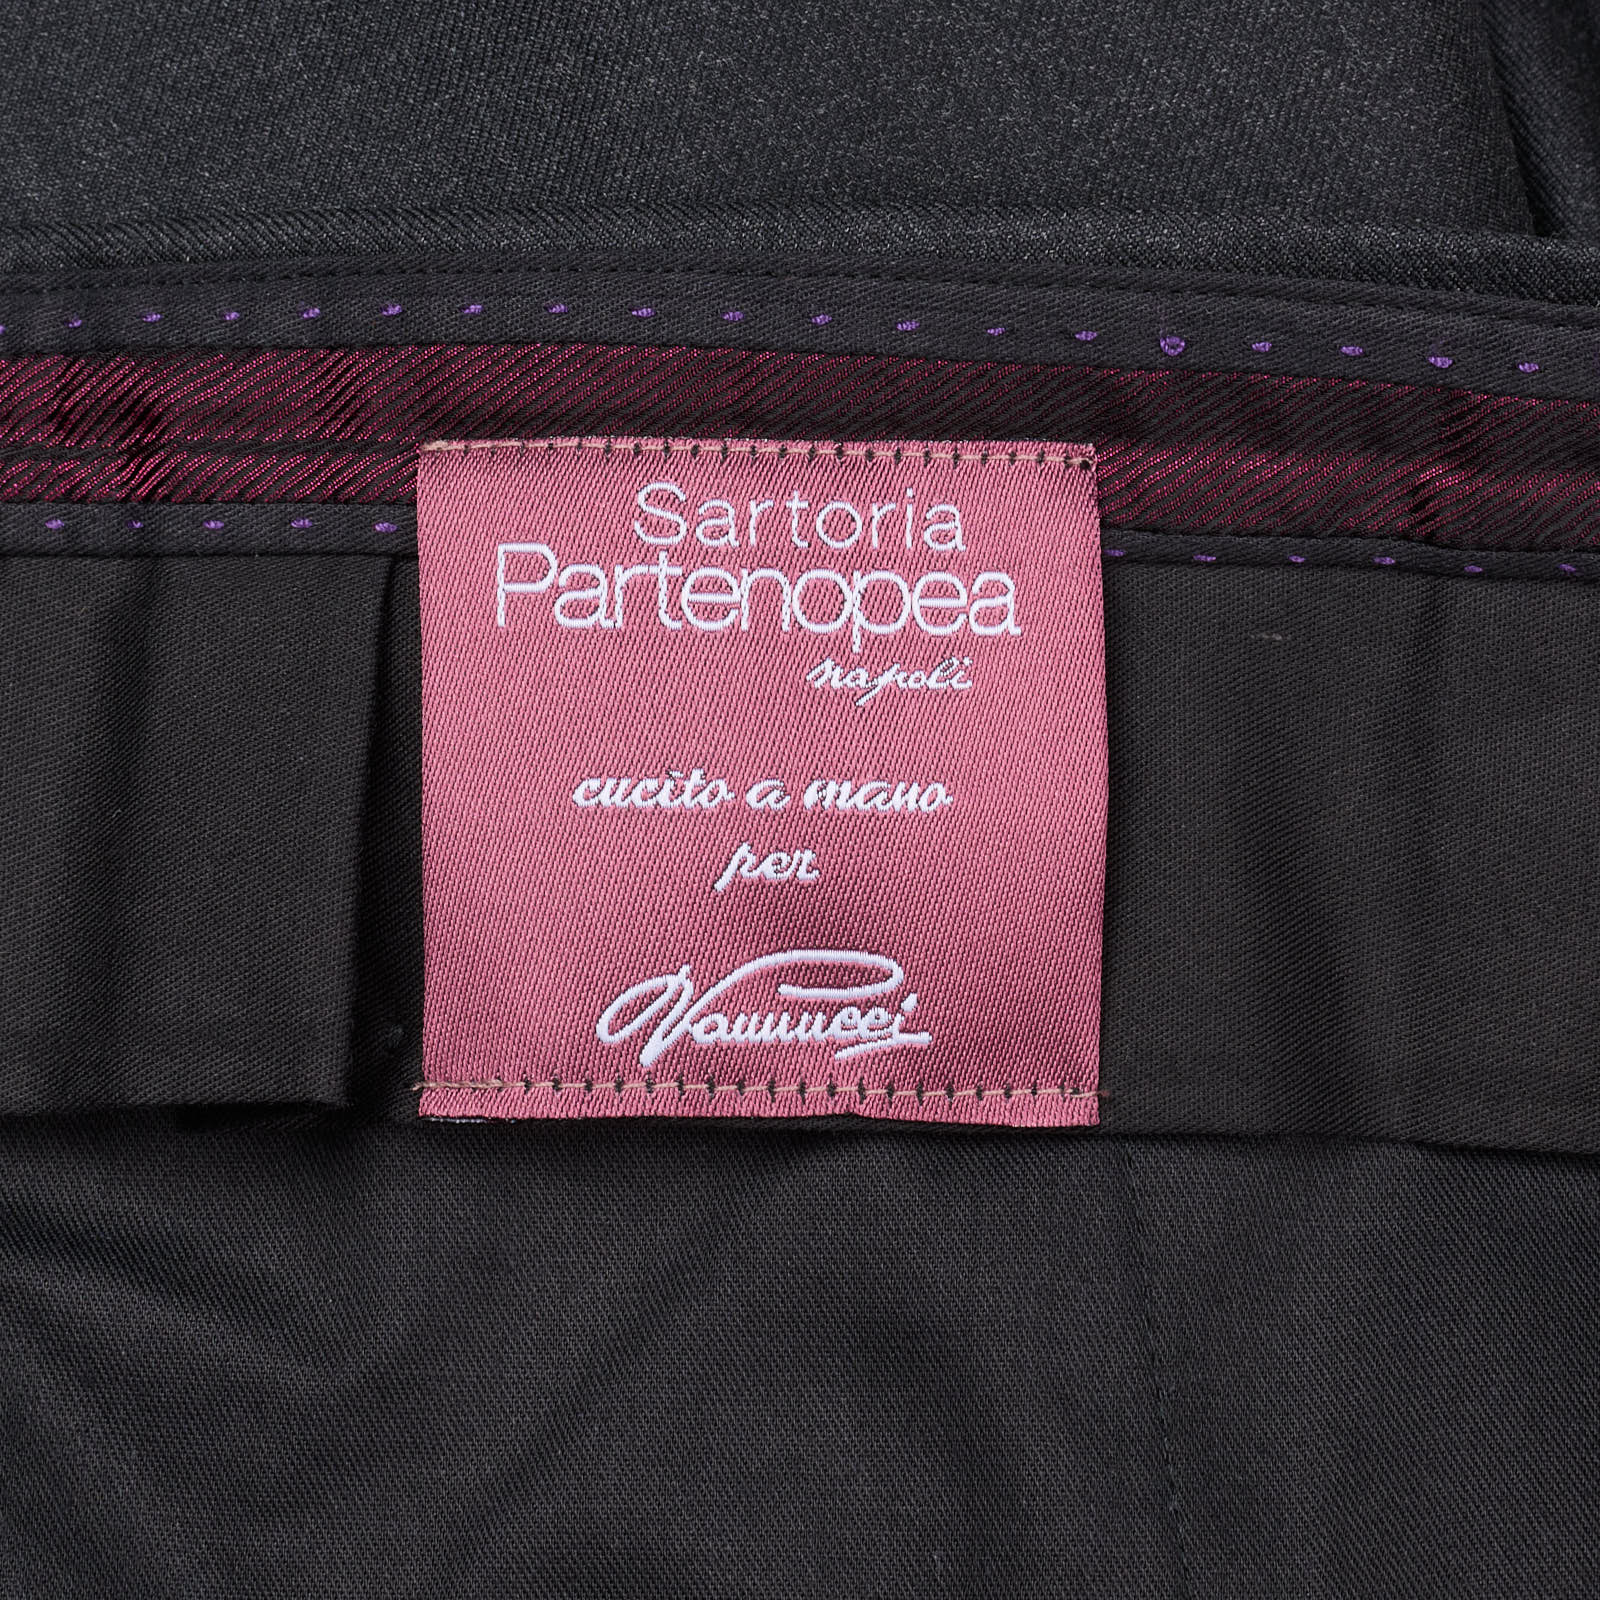 Sartoria
Partenopea
napoli
cucito a mano
per
Vannucci